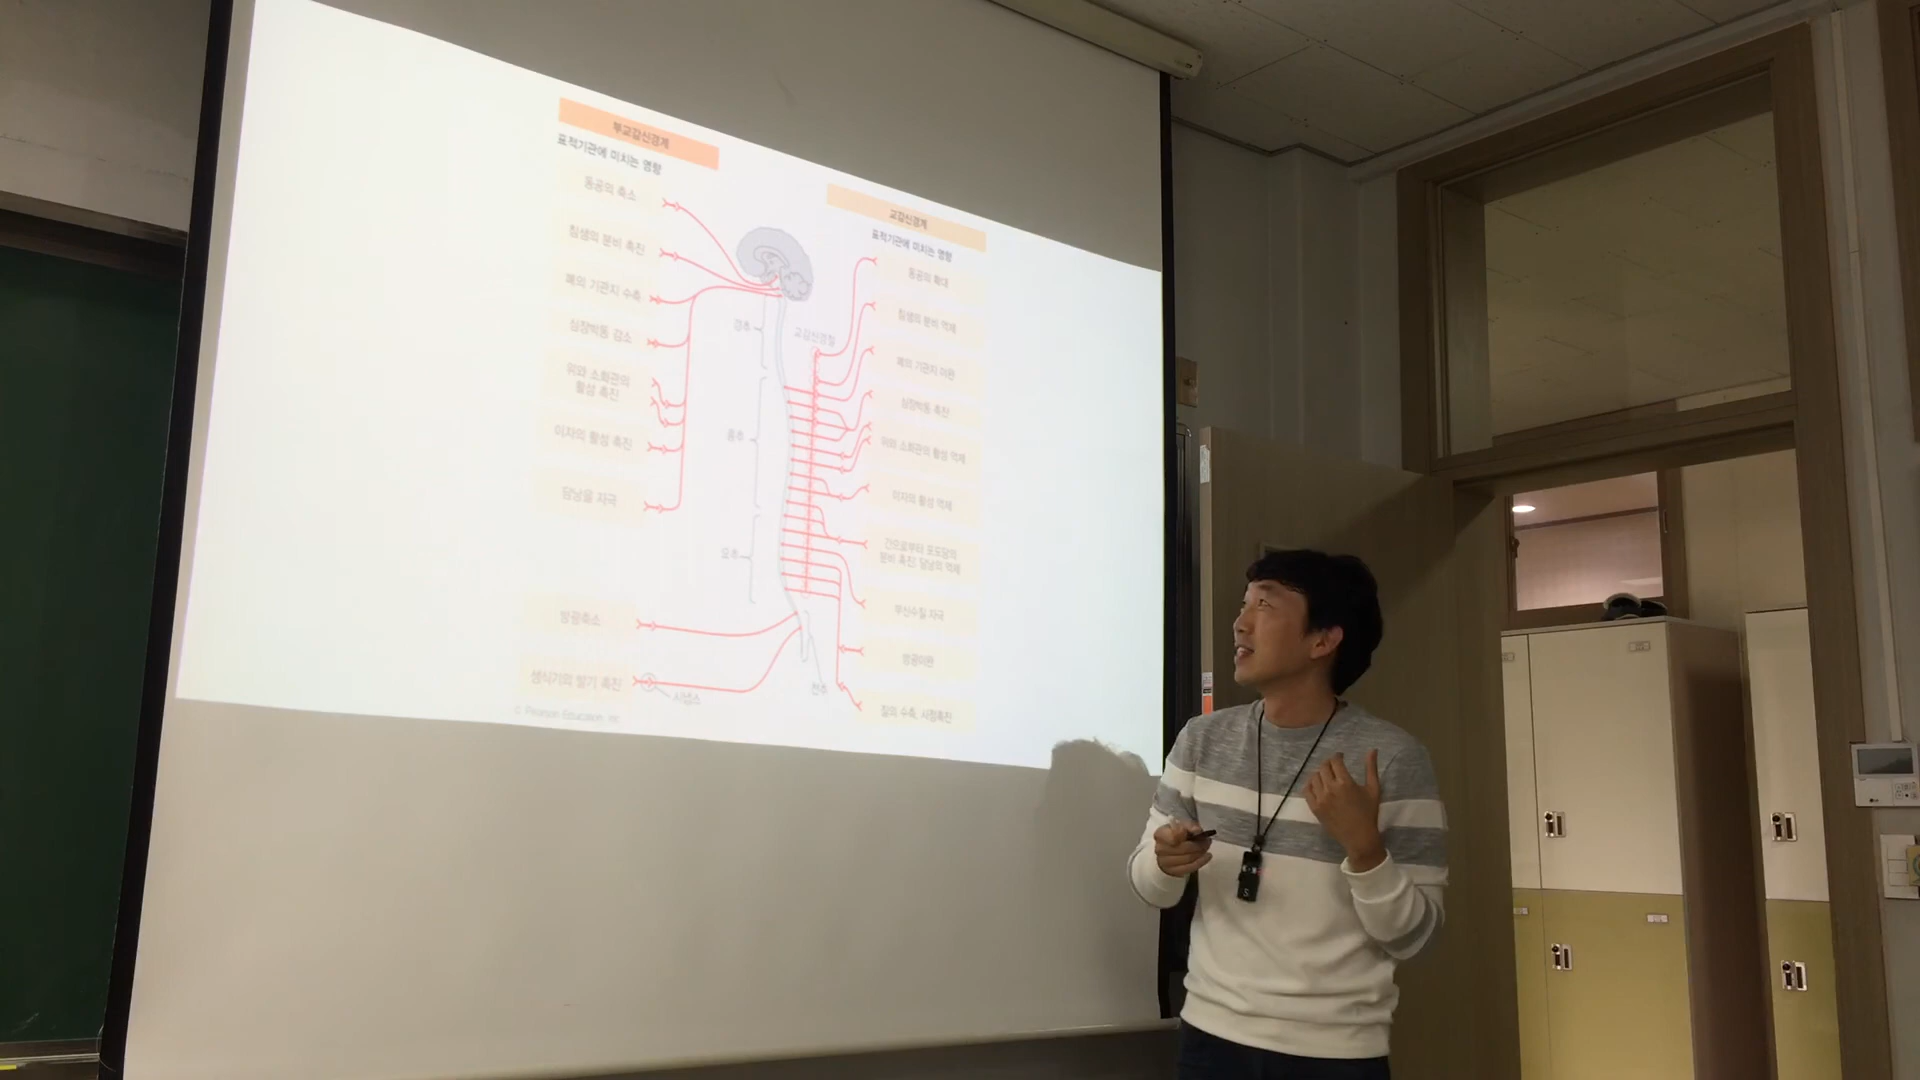 부교감신경계
표적기관에 미치는 영향
동공의 축소
침샘의 분비 촉진
폐의 기관지 수축
심장박동 감소
위와 소화관의
활성 촉진
이자의 활성 촉진
담낭을 자극
방광축소
생식기의 발기 촉진
© Pearson Education, Inc
경추
흉추
요추
천추
시냅스
교감신경절
교감신경계
표적기관에 미치는 영향
동공의 확대
침샘의 분비 억제
폐의 기관지 이완
심장박동 촉진
위와 소화관의 활성 억제
이자의 활성 억제
간으로부터 포도당의
분비 촉진; 담낭의 억제
부신수질 자극
방광이완
질의 수축, 사정촉진
LG
S